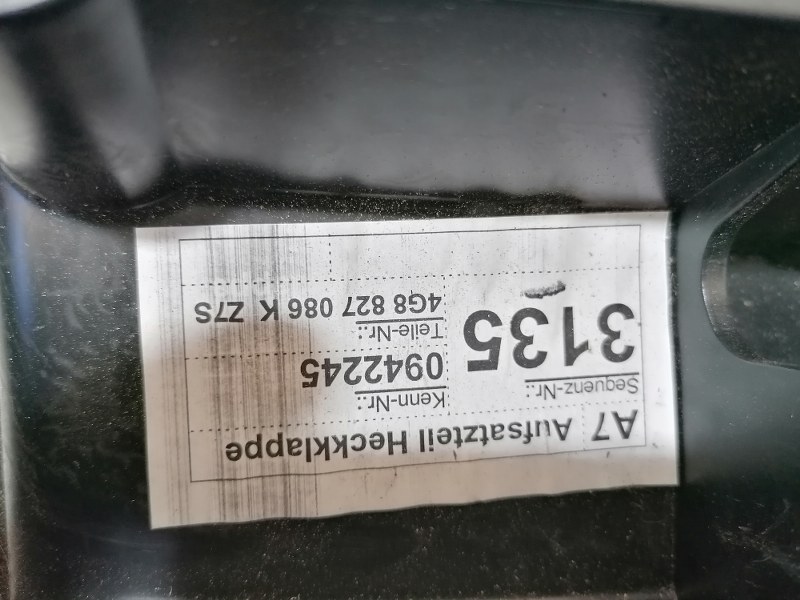 A7 Aufsatzteil Heckklappe
Sequenz-Nr.:
3135
Kenn-Nr.:
0942245
Teile-Nr.:
4G8 827 086 K Z7S